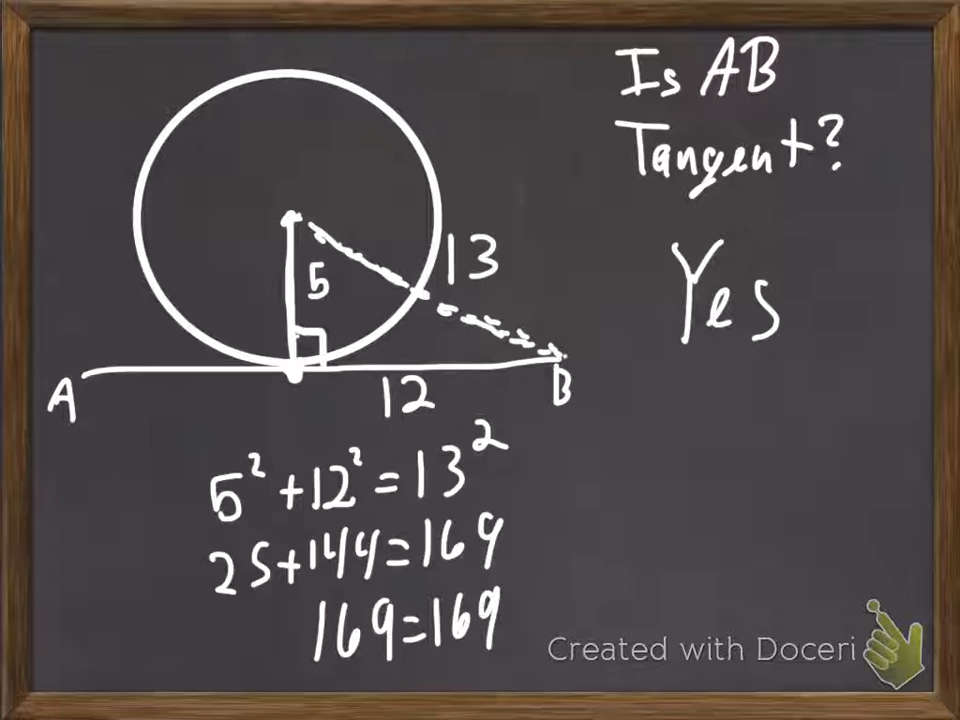 Is AB
Tangent?
Yes
5
13
A
12
B
5² + 12² = 13²
25 + 144 = 169
169 = 169
Created with Doceri